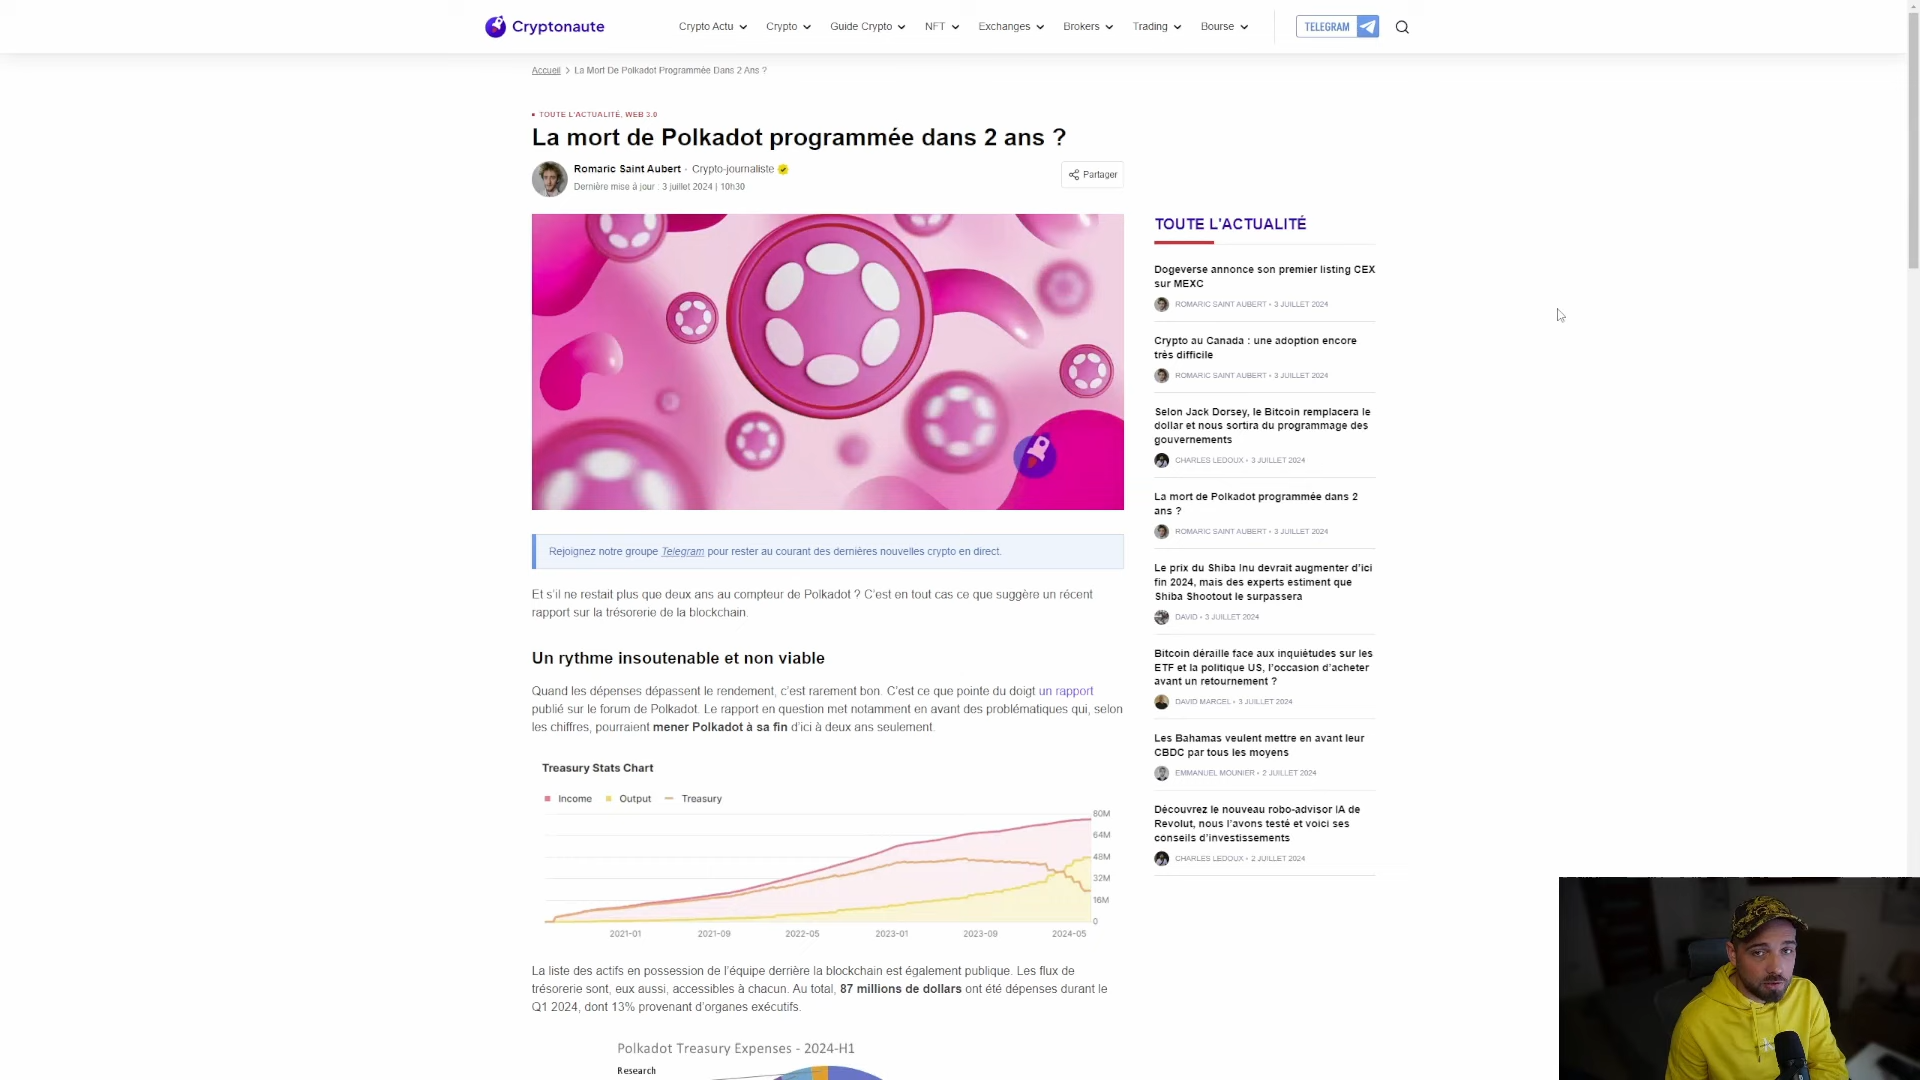 Cryptonaute
Crypto Actu
Crypto
Guide Crypto
NFT
Exchanges
Brokers
Trading
Bourse
TELEGRAM
Accueil > La Mort De Polkadot Programmée Dans 2 Ans ?
TOUTE L'ACTUALITÉ, WEB 3.0
La mort de Polkadot programmée dans 2 ans ?
Romaric Saint Aubert · Crypto-journaliste
Dernière mise à jour : 3 juillet 2024 | 10h30
Partager
Rejoignez notre groupe Telegram pour rester au courant des dernières nouvelles crypto en direct.
Et s'il ne restait plus que deux ans au compteur de Polkadot ? C'est en tout cas ce que suggère un récent
rapport sur la trésorerie de la blockchain.
Un rythme insoutenable et non viable
Quand les dépenses dépassent le rendement, c'est rarement bon. C'est ce que pointe du doigt un rapport
publié sur le forum de Polkadot. Le rapport en question met notamment en avant des problématiques qui, selon
les chiffres, pourraient mener Polkadot à sa fin d'ici à deux ans seulement.
Treasury Stats Chart
Income
Output
Treasury
80M
64M
48M
32M
16M
0
2021-01
2021-09
2022-05
2023-01
2023-09
2024-05
La liste des actifs en possession de l'équipe derrière la blockchain est également publique. Les flux de
trésorerie sont, eux aussi, accessibles à chacun. Au total, 87 millions de dollars ont été dépenses durant le
Q1 2024, dont 13% provenant d'organes exécutifs.
Polkadot Treasury Expenses - 2024-H1
Research
TOUTE L'ACTUALITÉ
Dogeverse annonce son premier listing CEX
sur MEXC
ROMARIC SAINT AUBERT • 3 JUILLET 2024
Crypto au Canada : une adoption encore
très difficile
ROMARIC SAINT AUBERT • 3 JUILLET 2024
Selon Jack Dorsey, le Bitcoin remplacera le
dollar et nous sortira du programmage des
gouvernements
CHARLES LEDOUX • 3 JUILLET 2024
La mort de Polkadot programmée dans 2
ans ?
ROMARIC SAINT AUBERT • 3 JUILLET 2024
Le prix du Shiba Inu devrait augmenter d'ici
fin 2024, mais des experts estiment que
Shiba Shootout le surpassera
DAVID • 3 JUILLET 2024
Bitcoin déraille face aux inquiétudes sur les
ETF et la politique US, l'occasion d'acheter
avant un retournement ?
DAVID MARCEL • 3 JUILLET 2024
Les Bahamas veulent mettre en avant leur
CBDC par tous les moyens
EMMANUEL MOUNIER • 2 JUILLET 2024
Découvrez le nouveau robo-advisor IA de
Revolut, nous l'avons testé et voici ses
conseils d'investissements
CHARLES LEDOUX • 2 JUILLET 2024